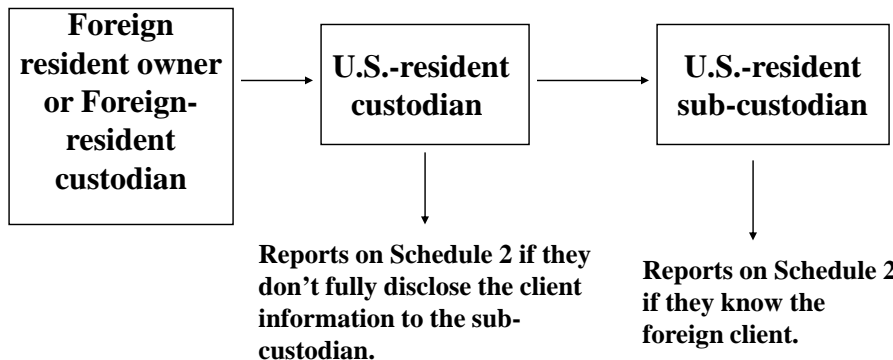 Foreign
resident owner
or Foreign-
resident
custodian
U.S.-resident
custodian
U.S.-resident
sub-custodian
Reports on Schedule 2 if they
don’t fully disclose the client
information to the sub-
custodian.
Reports on Schedule 2
if they know the
foreign client.